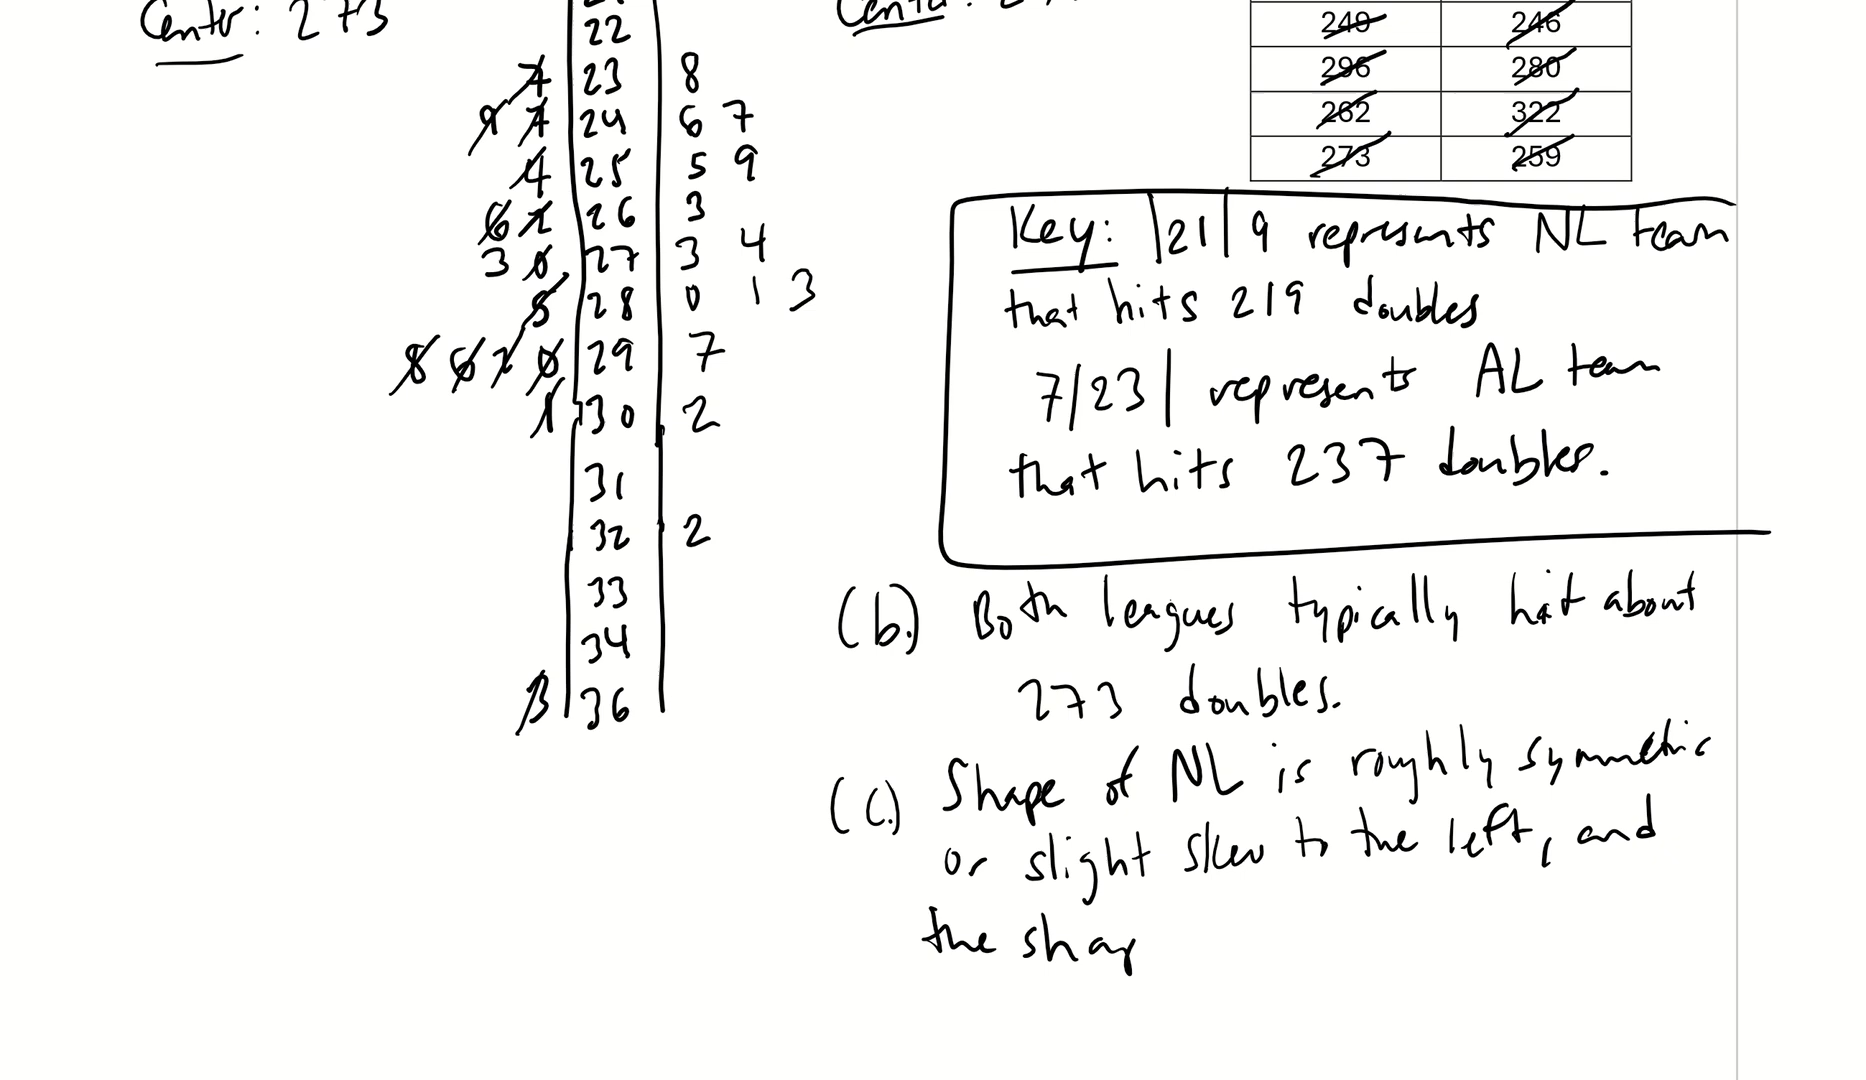 Center: 273
22
7 23 8
9 7 24 6 7
4 25 5 9
6 2 26 3
3 0 27 3 4
5 28 0 1 3
8 6 2 0 29 7
1 30 2
31
32 2
33
34
3 36
248 246
296 280
262 322
273 259
Key: |21|9 represents NL team
that hits 219 doubles
7|23| represents AL team
that hits 237 doubles.
(b.) Both leagues typically hit about
273 doubles.
(c.) Shape of NL is roughly symmetric
or slight skew to the left, and
the shap